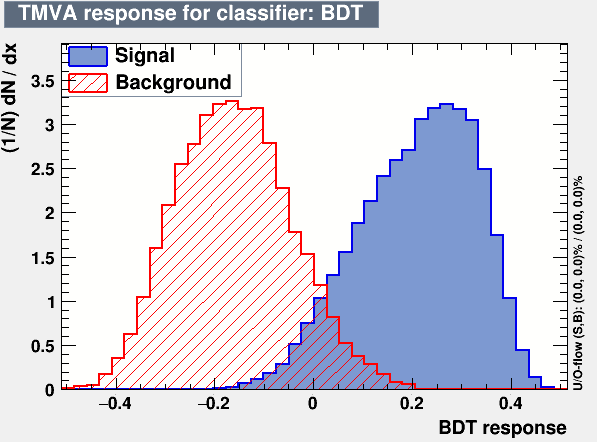 TMVA response for classifier: BDT
(1/N) dN / dx
Signal
Background
3.5
3
2.5
2
1.5
1
0.5
0
−0.4 −0.2 0 0.2 0.4
BDT response
U/O-flow (S,B): (0.0, 0.0)% / (0.0, 0.0)%